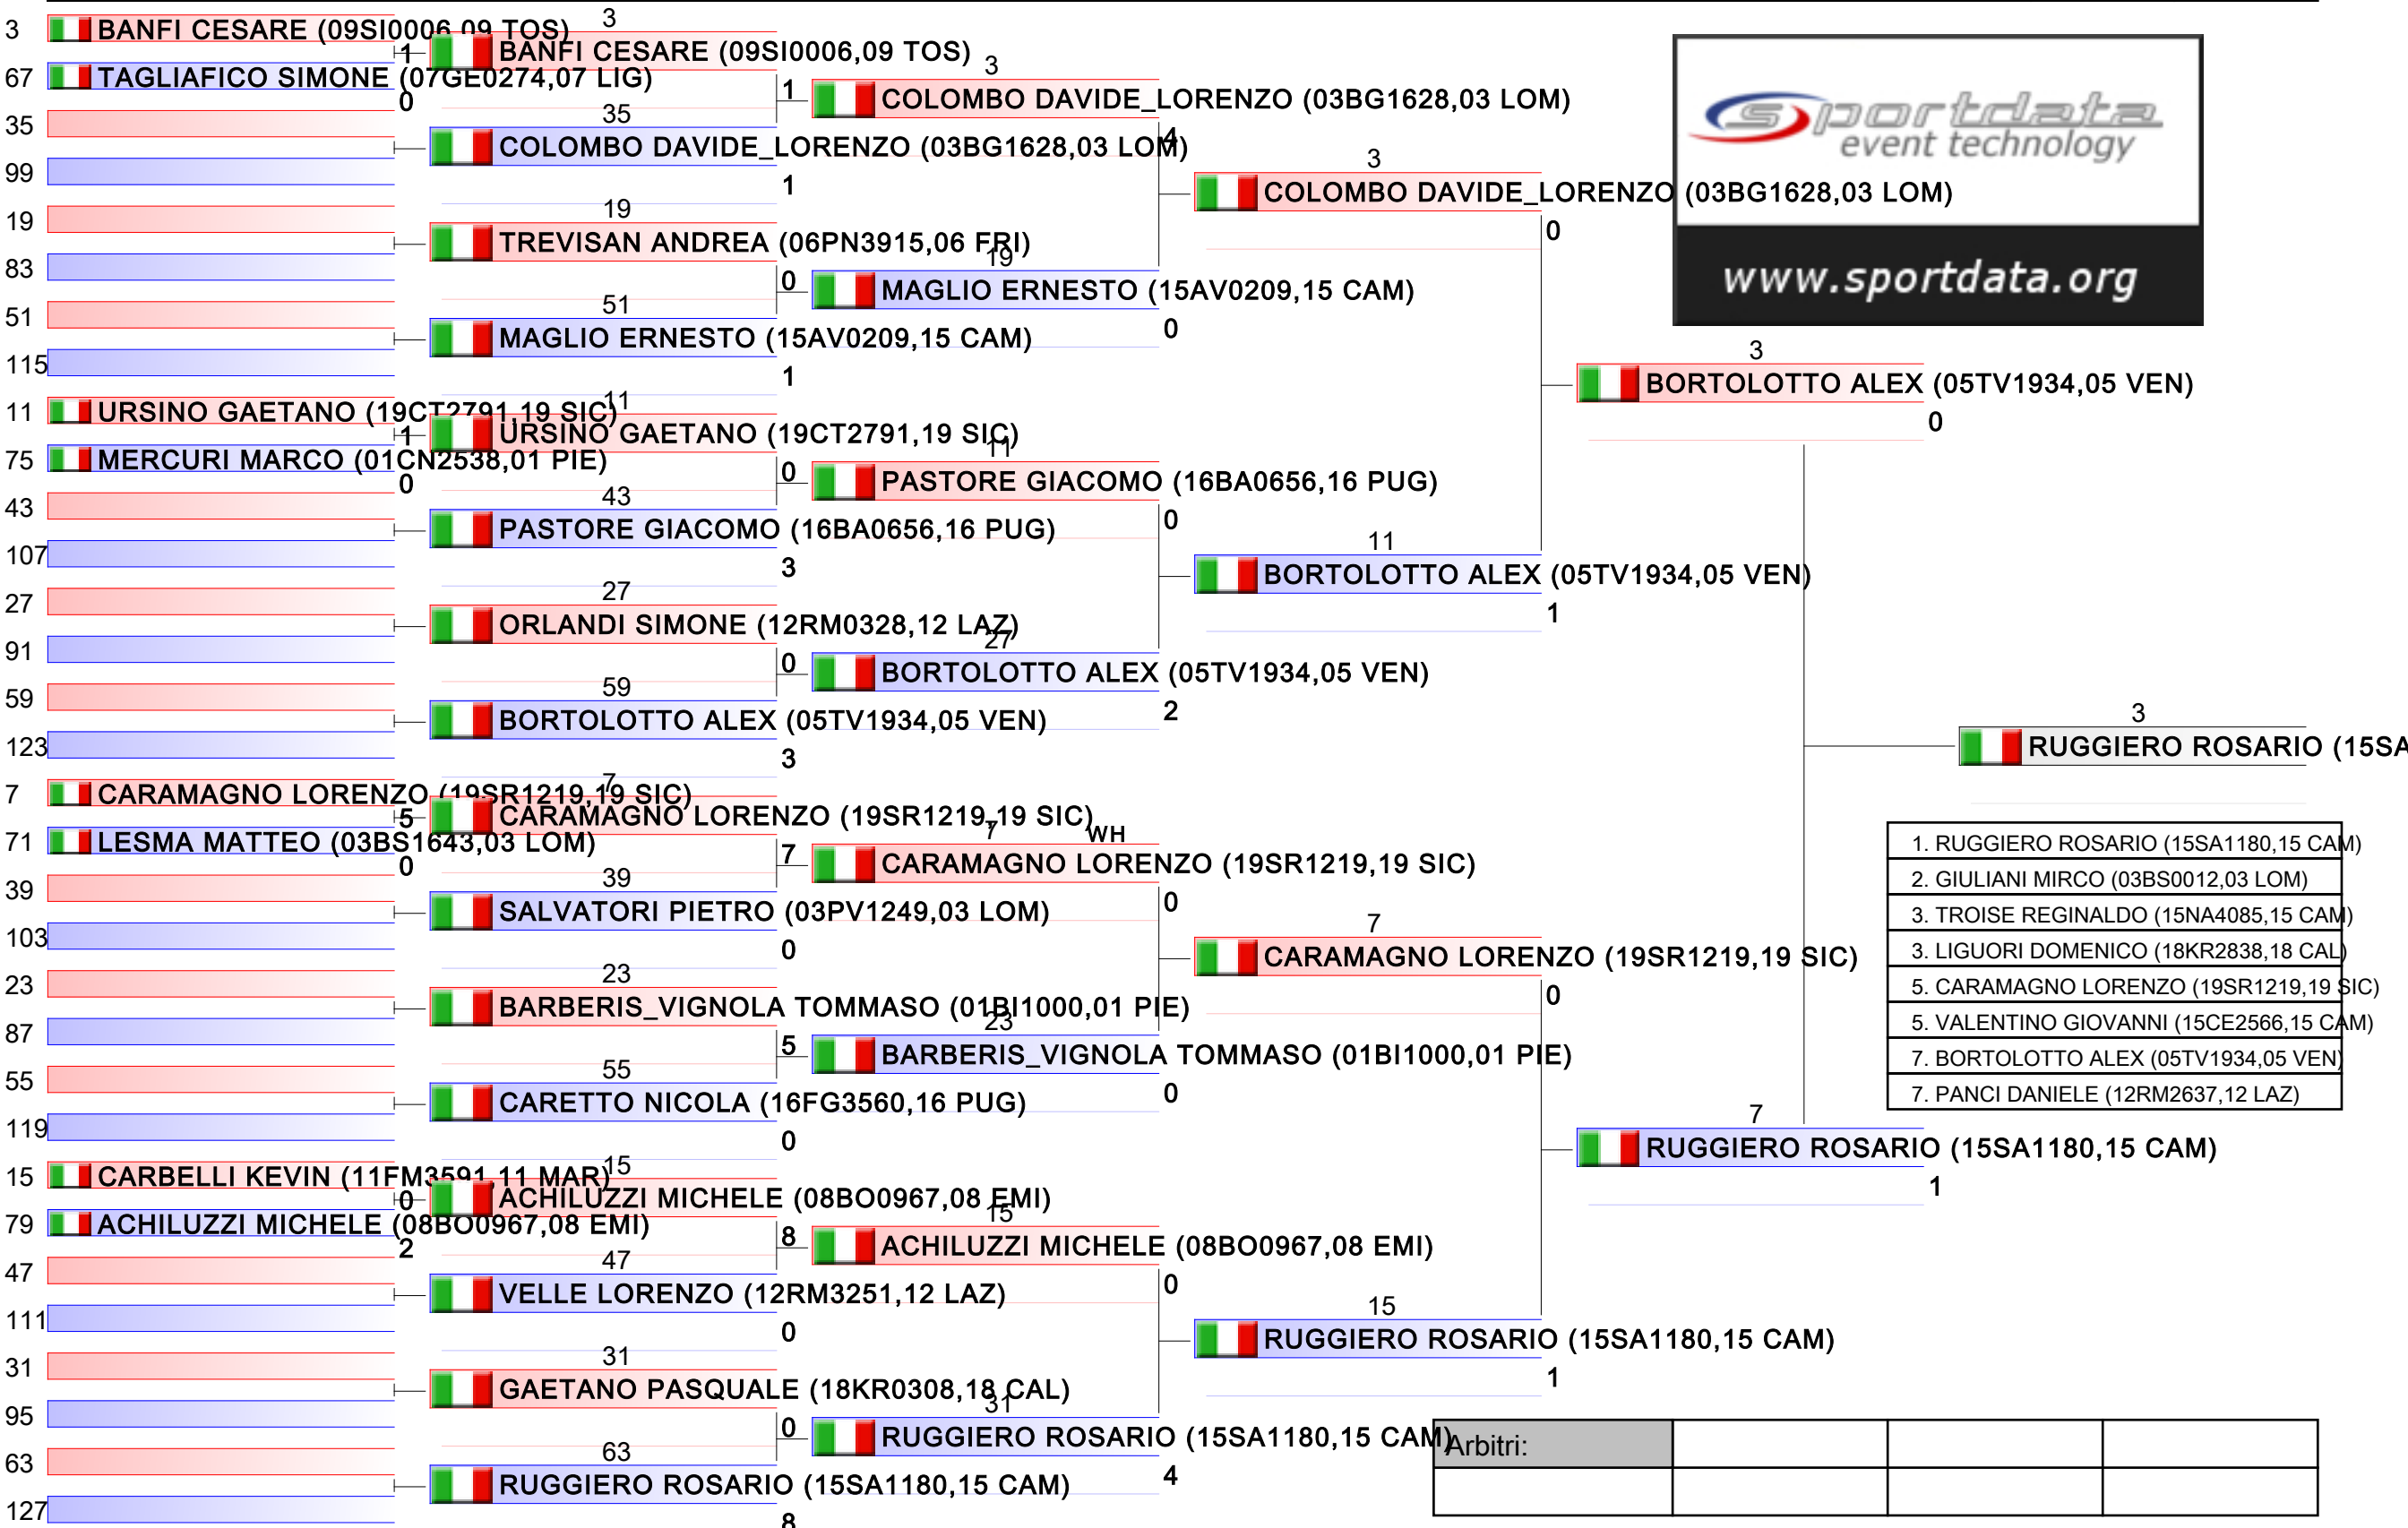 3 BANFI CESARE (09SI0006,09 TOS)
1
67 TAGLIAFICO SIMONE (07GE0274,07 LIG)
0
35
99
19
83
51
115
11 URSINO GAETANO (19CT2791,19 SIC)
1
75 MERCURI MARCO (01CN2538,01 PIE)
0
43
107
27
91
59
123
7 CARAMAGNO LORENZO (19SR1219,19 SIC)
5
71 LESMA MATTEO (03BS1643,03 LOM)
0
39
103
23
87
55
119
15 CARBELLI KEVIN (11FM3591,11 MAR)
0
79 ACHILUZZI MICHELE (08BO0967,08 EMI)
2
47
111
31
95
63
127
3
BANFI CESARE (09SI0006,09 TOS)
1
35
COLOMBO DAVIDE_LORENZO (03BG1628,03 LOM)
1
19
TREVISAN ANDREA (06PN3915,06 FRI)
0
51
MAGLIO ERNESTO (15AV0209,15 CAM)
1
11
URSINO GAETANO (19CT2791,19 SIC)
0
43
PASTORE GIACOMO (16BA0656,16 PUG)
3
27
ORLANDI SIMONE (12RM0328,12 LAZ)
0
59
BORTOLOTTO ALEX (05TV1934,05 VEN)
3
7
CARAMAGNO LORENZO (19SR1219,19 SIC)
7
39
SALVATORI PIETRO (03PV1249,03 LOM)
0
23
BARBERIS_VIGNOLA TOMMASO (01BI1000,01 PIE)
5
55
CARETTO NICOLA (16FG3560,16 PUG)
0
15
ACHILUZZI MICHELE (08BO0967,08 EMI)
8
47
VELLE LORENZO (12RM3251,12 LAZ)
0
31
GAETANO PASQUALE (18KR0308,18 CAL)
0
63
RUGGIERO ROSARIO (15SA1180,15 CAM)
8
3
COLOMBO DAVIDE_LORENZO (03BG1628,03 LOM)
4
19
MAGLIO ERNESTO (15AV0209,15 CAM)
0
11
PASTORE GIACOMO (16BA0656,16 PUG)
0
27
BORTOLOTTO ALEX (05TV1934,05 VEN)
2
7
WH
CARAMAGNO LORENZO (19SR1219,19 SIC)
0
23
BARBERIS_VIGNOLA TOMMASO (01BI1000,01 PIE)
0
15
ACHILUZZI MICHELE (08BO0967,08 EMI)
0
31
RUGGIERO ROSARIO (15SA1180,15 CAM)
4
3
COLOMBO DAVIDE_LORENZO (03BG1628,03 LOM)
0
11
BORTOLOTTO ALEX (05TV1934,05 VEN)
1
7
CARAMAGNO LORENZO (19SR1219,19 SIC)
0
15
RUGGIERO ROSARIO (15SA1180,15 CAM)
1
sportdata
event technology
www.sportdata.org
3
BORTOLOTTO ALEX (05TV1934,05 VEN)
0
7
RUGGIERO ROSARIO (15SA1180,15 CAM)
1
3
RUGGIERO ROSARIO (15SA
1. RUGGIERO ROSARIO (15SA1180,15 CAM)
2. GIULIANI MIRCO (03BS0012,03 LOM)
3. TROISE REGINALDO (15NA4085,15 CAM)
3. LIGUORI DOMENICO (18KR2838,18 CAL)
5. CARAMAGNO LORENZO (19SR1219,19 SIC)
5. VALENTINO GIOVANNI (15CE2566,15 CAM)
7. BORTOLOTTO ALEX (05TV1934,05 VEN)
7. PANCI DANIELE (12RM2637,12 LAZ)
Arbitri: